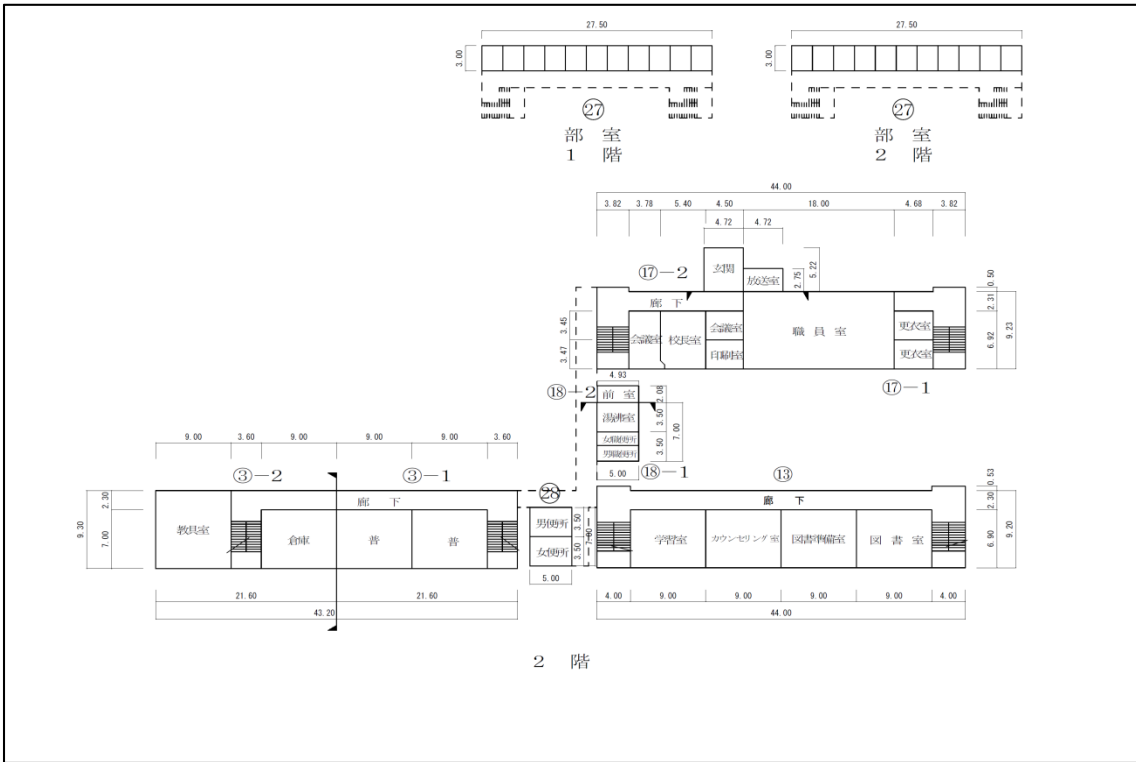 27.50
27.50
3.00
3.00
㉗
㉗
部 室
部 室
1 階
2 階
44.00
3.82
3.78
5.40
4.50
18.00
4.68
3.82
4.72
4.72
⑰-2
玄関
放送室
2.75
5.22
0.50
廊 下
2.31
3.45
会議室
校長室
会議室
職 員 室
更衣室
6.92
9.23
3.47
印刷室
更衣室
4.93
⑰-1
⑱-2
前 室
2.08
湯沸室
3.50
7.00
女職便所
3.50
男職便所
9.00
3.60
9.00
9.00
9.00
3.60
5.00
⑱-1
③-2
③-1
㉘
⑬
0.53
2.30
廊 下
廊 下
2.30
9.30
7.00
教具室
倉庫
普
普
男便所
3.50
7.00
女便所
3.50
学習室
カウンセリング室
図書準備室
図 書 室
6.90
9.20
5.00
21.60
21.60
4.00
9.00
9.00
9.00
9.00
4.00
43.20
44.00
2 階